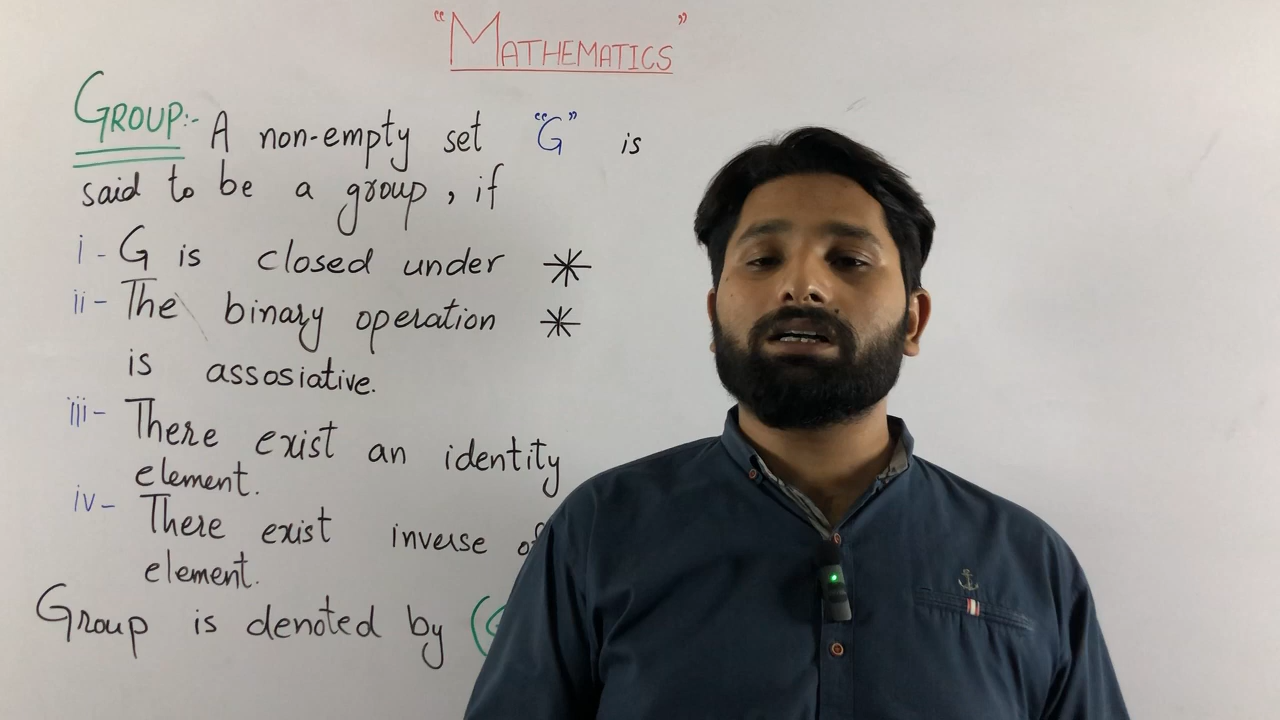 “MATHEMATICS”
GROUP:- A non-empty set “G” is
said to be a group, if
i- G is closed under *
ii- The binary operation *
is assosiative.
iii- There exist an identity
element.
iv- There exist inverse of
element.
Group is denoted by (